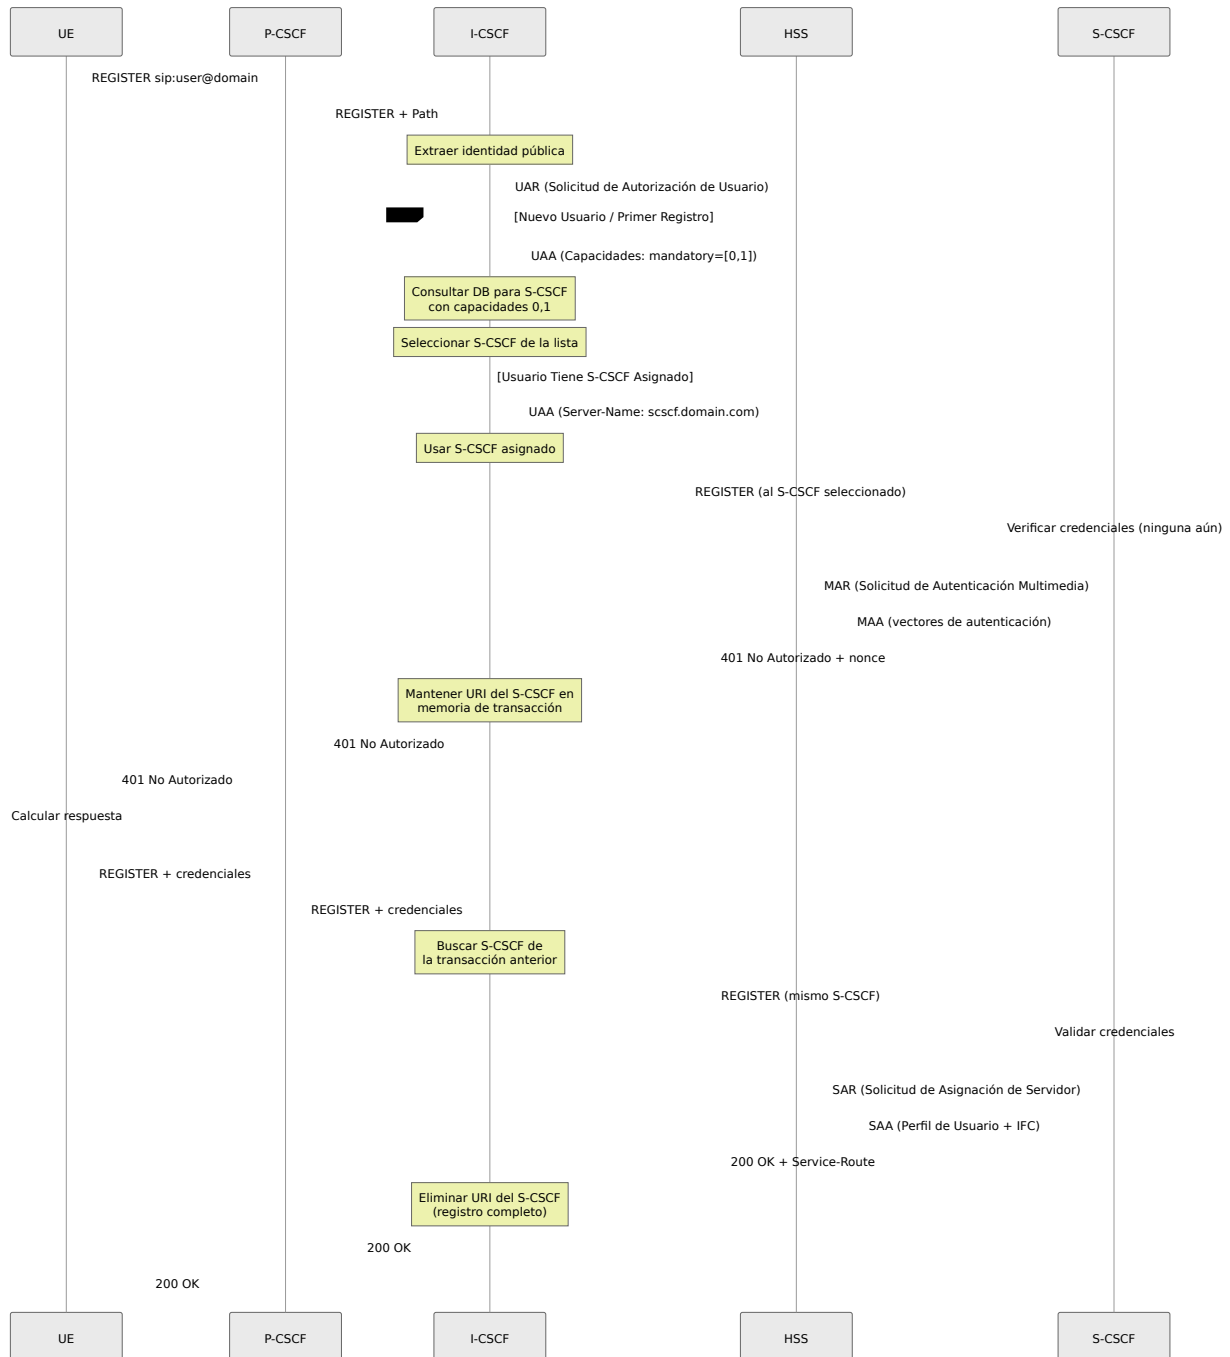 UE
P-CSCF
I-CSCF
HSS
S-CSCF
REGISTER sip:user@domain
REGISTER + Path
Extraer identidad pública
UAR (Solicitud de Autorización de Usuario)
[Nuevo Usuario / Primer Registro]
UAA (Capacidades: mandatory=[0,1])
Consultar DB para S-CSCF
con capacidades 0,1
Seleccionar S-CSCF de la lista
[Usuario Tiene S-CSCF Asignado]
UAA (Server-Name: scscf.domain.com)
Usar S-CSCF asignado
REGISTER (al S-CSCF seleccionado)
Verificar credenciales (ninguna aún)
MAR (Solicitud de Autenticación Multimedia)
MAA (vectores de autenticación)
401 No Autorizado + nonce
Mantener URI del S-CSCF en
memoria de transacción
401 No Autorizado
401 No Autorizado
Calcular respuesta
REGISTER + credenciales
REGISTER + credenciales
Buscar S-CSCF de
la transacción anterior
REGISTER (mismo S-CSCF)
Validar credenciales
SAR (Solicitud de Asignación de Servidor)
SAA (Perfil de Usuario + IFC)
200 OK + Service-Route
Eliminar URI del S-CSCF
(registro completo)
200 OK
200 OK
UE
P-CSCF
I-CSCF
HSS
S-CSCF